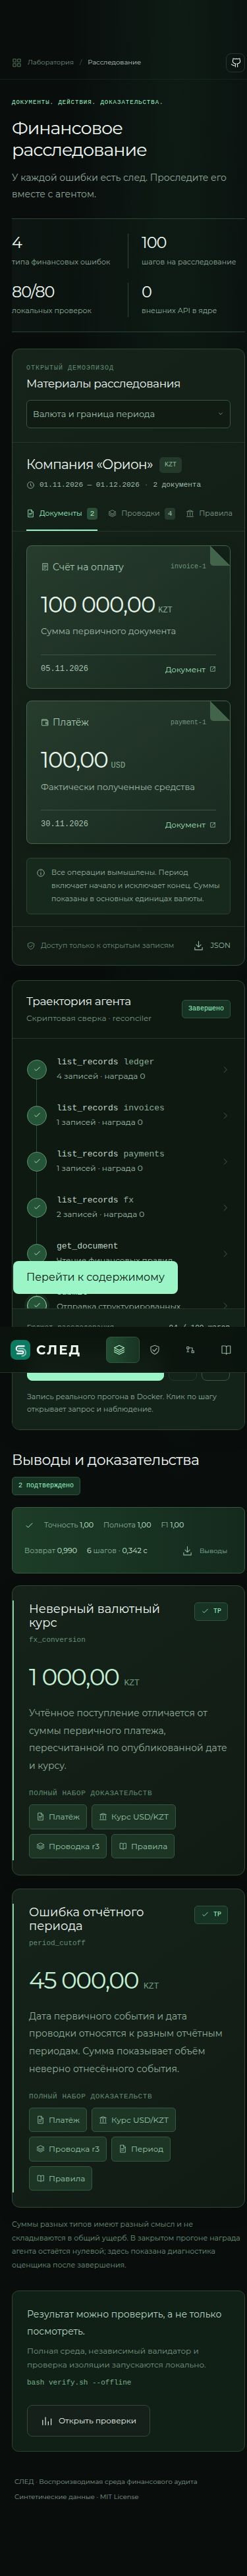 Лаборатория / Расследование
ДОКУМЕНТЫ. ДЕЙСТВИЯ. ДОКАЗАТЕЛЬСТВА.
Финансовое
расследование
У каждой ошибки есть след. Проследите его
вместе с агентом.
4
типа финансовых ошибок
100
шагов на расследование
80/80
локальных проверок
0
внешних API в ядре
ОТКРЫТЫЙ ДЕМОЭПИЗОД
Материалы расследования
Валюта и граница периода
Компания «Орион» KZT
01.11.2026 — 01.12.2026 · 2 документа
Документы 2 Проводки 4 Правила
Счёт на оплату invoice-1
100 000,00 KZT
Сумма первичного документа
05.11.2026 Документ
Платёж payment-1
100,00 USD
Фактически полученные средства
30.11.2026 Документ
Все операции вымышлены. Период
включает начало и исключает конец. Суммы
показаны в основных единицах валюты.
Доступ только к открытым записям JSON
Траектория агента
Скриптовая сверка · reconciler
Завершено
list_records ledger
4 записей · награда 0
list_records invoices
1 записей · награда 0
list_records payments
1 записей · награда 0
list_records fx
2 записей · награда 0
get_document
Перейти к содержимому
Отправка структурированных
СЛЕД
Запись реального прогона в Docker. Клик по шагу
открывает запрос и наблюдение.
Выводы и доказательства
2 подтверждено
Точность 1,00 Полнота 1,00 F1 1,00
Возврат 0,990 6 шагов · 0,342 с Выводы
Неверный валютный
курс
TP
fx_conversion
1 000,00 KZT
Учтённое поступление отличается от
суммы первичного платежа,
пересчитанной по опубликованной дате
и курсу.
ПОЛНЫЙ НАБОР ДОКАЗАТЕЛЬСТВ
Платёж Курс USD/KZT
Проводка r3 Правила
Ошибка отчётного
периода
TP
period_cutoff
45 000,00 KZT
Дата первичного события и дата
проводки относятся к разным отчётным
периодам. Сумма показывает объём
неверно отнесённого события.
ПОЛНЫЙ НАБОР ДОКАЗАТЕЛЬСТВ
Платёж Курс USD/KZT
Проводка r3 Период
Правила
Суммы разных типов имеют разный смысл и не
складываются в общий ущерб. В закрытом прогоне награда
агента остаётся нулевой; здесь показана диагностика
оценщика после завершения.
Результат можно проверить, а не только
посмотреть.
Полная среда, независимый валидатор и
проверка изоляции запускаются локально.
bash verify.sh --offline
Открыть проверки
СЛЕД · Воспроизводимая среда финансового аудита
Синтетические данные · MIT License